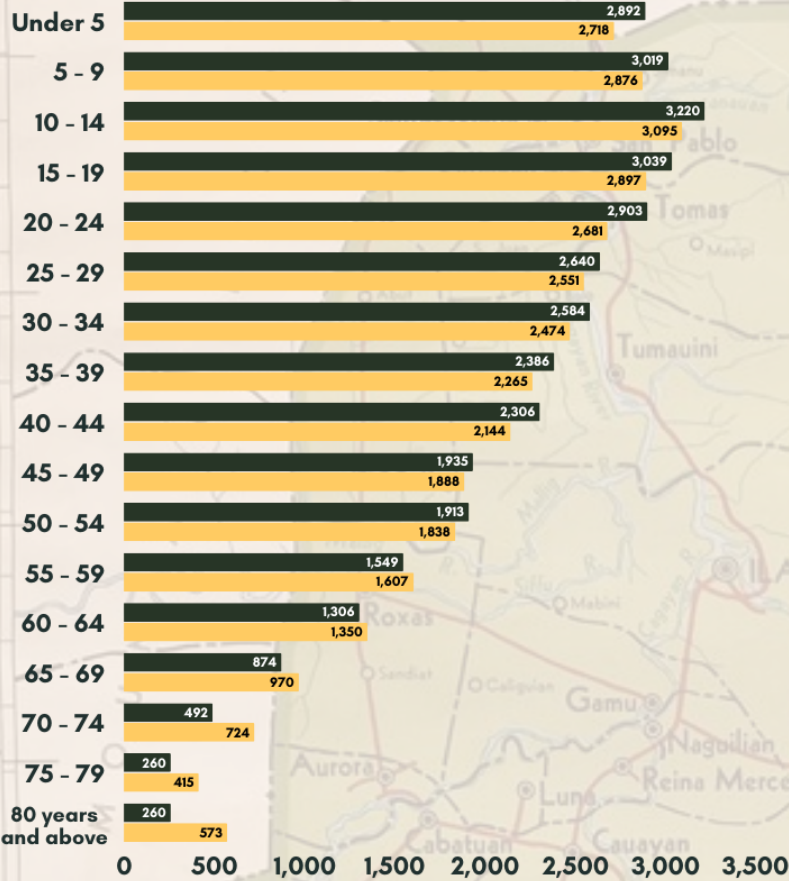 Under 5
2,892
2,718
5 - 9
3,019
2,876
10 - 14
3,220
3,095
San Pablo
15 - 19
3,039
2,897
20 - 24
2,903
2,681
Tomas
25 - 29
2,640
2,551
30 - 34
2,584
2,474
Tumauini
35 - 39
2,386
2,265
40 - 44
2,306
2,144
45 - 49
1,935
1,888
50 - 54
1,913
1,838
55 - 59
1,549
1,607
ILA
Mabini
60 - 64
1,306
1,350
Roxas
65 - 69
874
970
Sandiat
Caliguian
Gamu
70 - 74
492
724
Naguilian
75 - 79
260
415
Aurora
Reina Merce
Luna
80 years
and above
260
573
Cabatuan
Cauayan
0 500 1,000 1,500 2,000 2,500 3,000 3,500